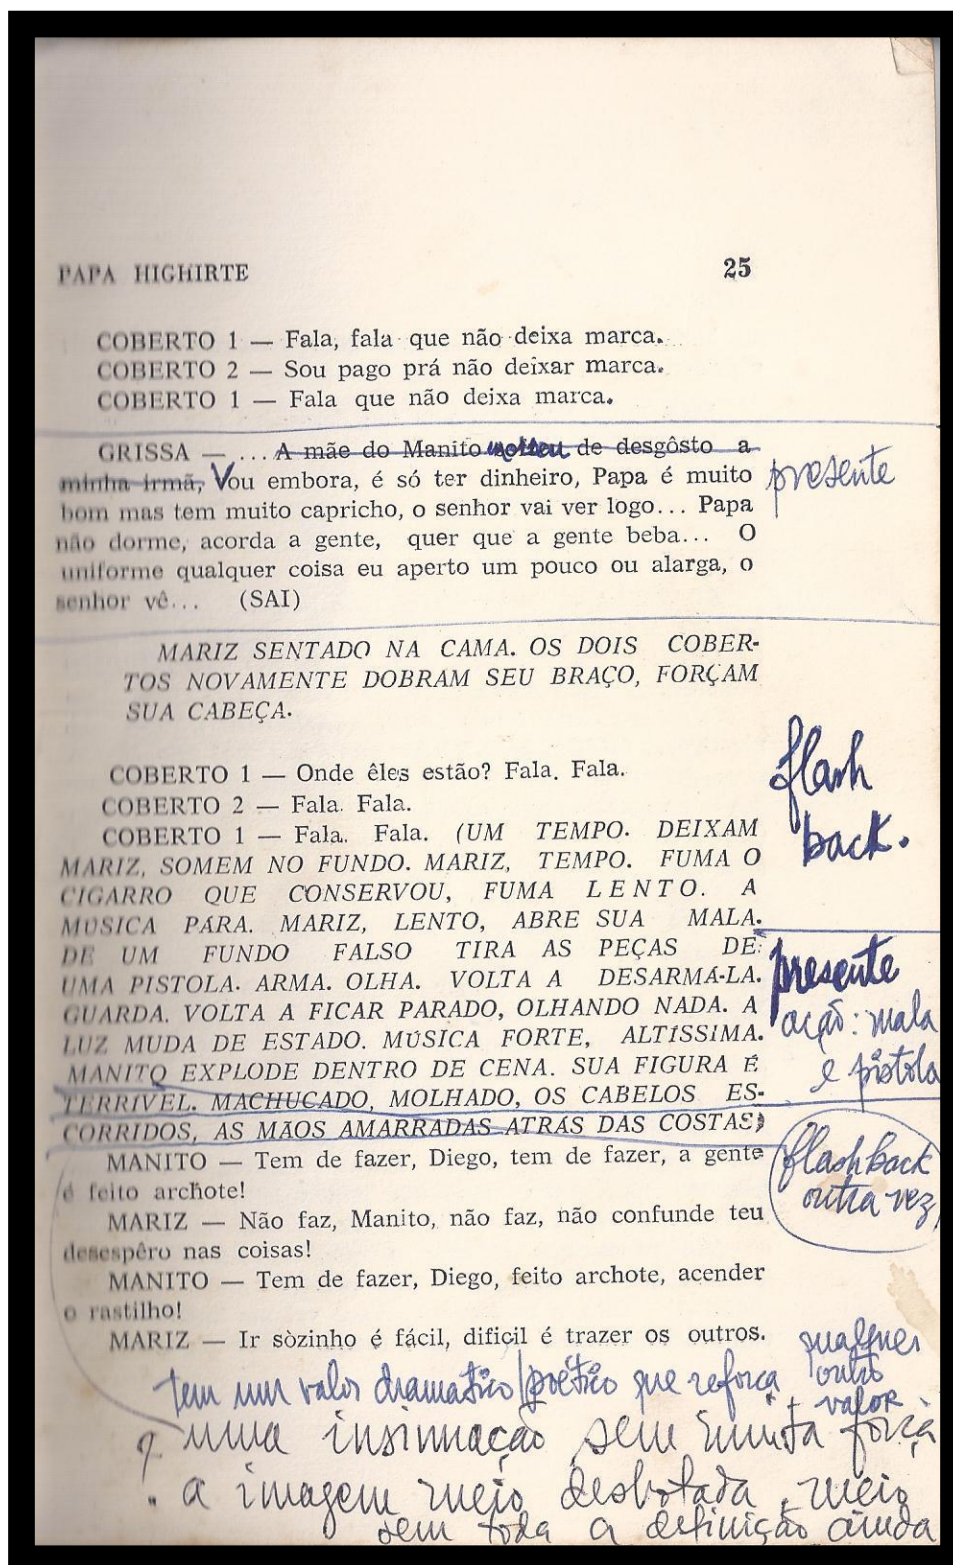 PAPA HIGHIRTE 25
COBERTO 1 — Fala, fala que não deixa marca.
COBERTO 2 — Sou pago prá não deixar marca.
COBERTO 1 — Fala que não deixa marca.
GRISSA — ... A mãe do Manito morreu de desgôsto a
minha irmã, Vou embora, é só ter dinheiro, Papa é muito
presente
bom mas tem muito capricho, o senhor vai ver logo... Papa
não dorme, acorda a gente, quer que a gente beba... O
uniforme qualquer coisa eu aperto um pouco ou alarga, o
senhor vê... (SAI)
MARIZ SENTADO NA CAMA. OS DOIS COBER-
TOS NOVAMENTE DOBRAM SEU BRAÇO, FORÇAM
SUA CABEÇA.
COBERTO 1 — Onde êles estão? Fala. Fala.
COBERTO 2 — Fala. Fala.
flash
back.
COBERTO 1 — Fala. Fala. (UM TEMPO. DEIXAM
MARIZ, SOMEM NO FUNDO. MARIZ, TEMPO. FUMA O
CIGARRO QUE CONSERVOU, FUMA LENTO. A
MÚSICA PÁRA. MARIZ, LENTO, ABRE SUA MALA.
DE UM FUNDO FALSO TIRA AS PEÇAS DE
UMA PISTOLA. ARMA. OLHA. VOLTA A DESARMÁ-LA.
GUARDA. VOLTA A FICAR PARADO, OLHANDO NADA. A
LUZ MUDA DE ESTADO. MÚSICA FORTE, ALTÍSSIMA.
MANITO EXPLODE DENTRO DE CENA. SUA FIGURA É
TERRIVEL. MACHUCADO, MOLHADO, OS CABELOS ES-
CORRIDOS, AS MÃOS AMARRADAS ATRÁS DAS COSTAS)
presente
ação: mala
e pistola
MANITO — Tem de fazer, Diego, tem de fazer, a gente
é feito archote!
flashback
outra vez
MARIZ — Não faz, Manito, não faz, não confunde teu
desespêro nas coisas!
MANITO — Tem de fazer, Diego, feito archote, acender
o rastilho!
MARIZ — Ir sòzinho é fácil, dificil é trazer os outros.
tem um valor dramático/poético que reforça +
qualquer
outro
valor
uma insinuação sem muita força
a imagem meio desbotada, meio
sem toda a definição ainda